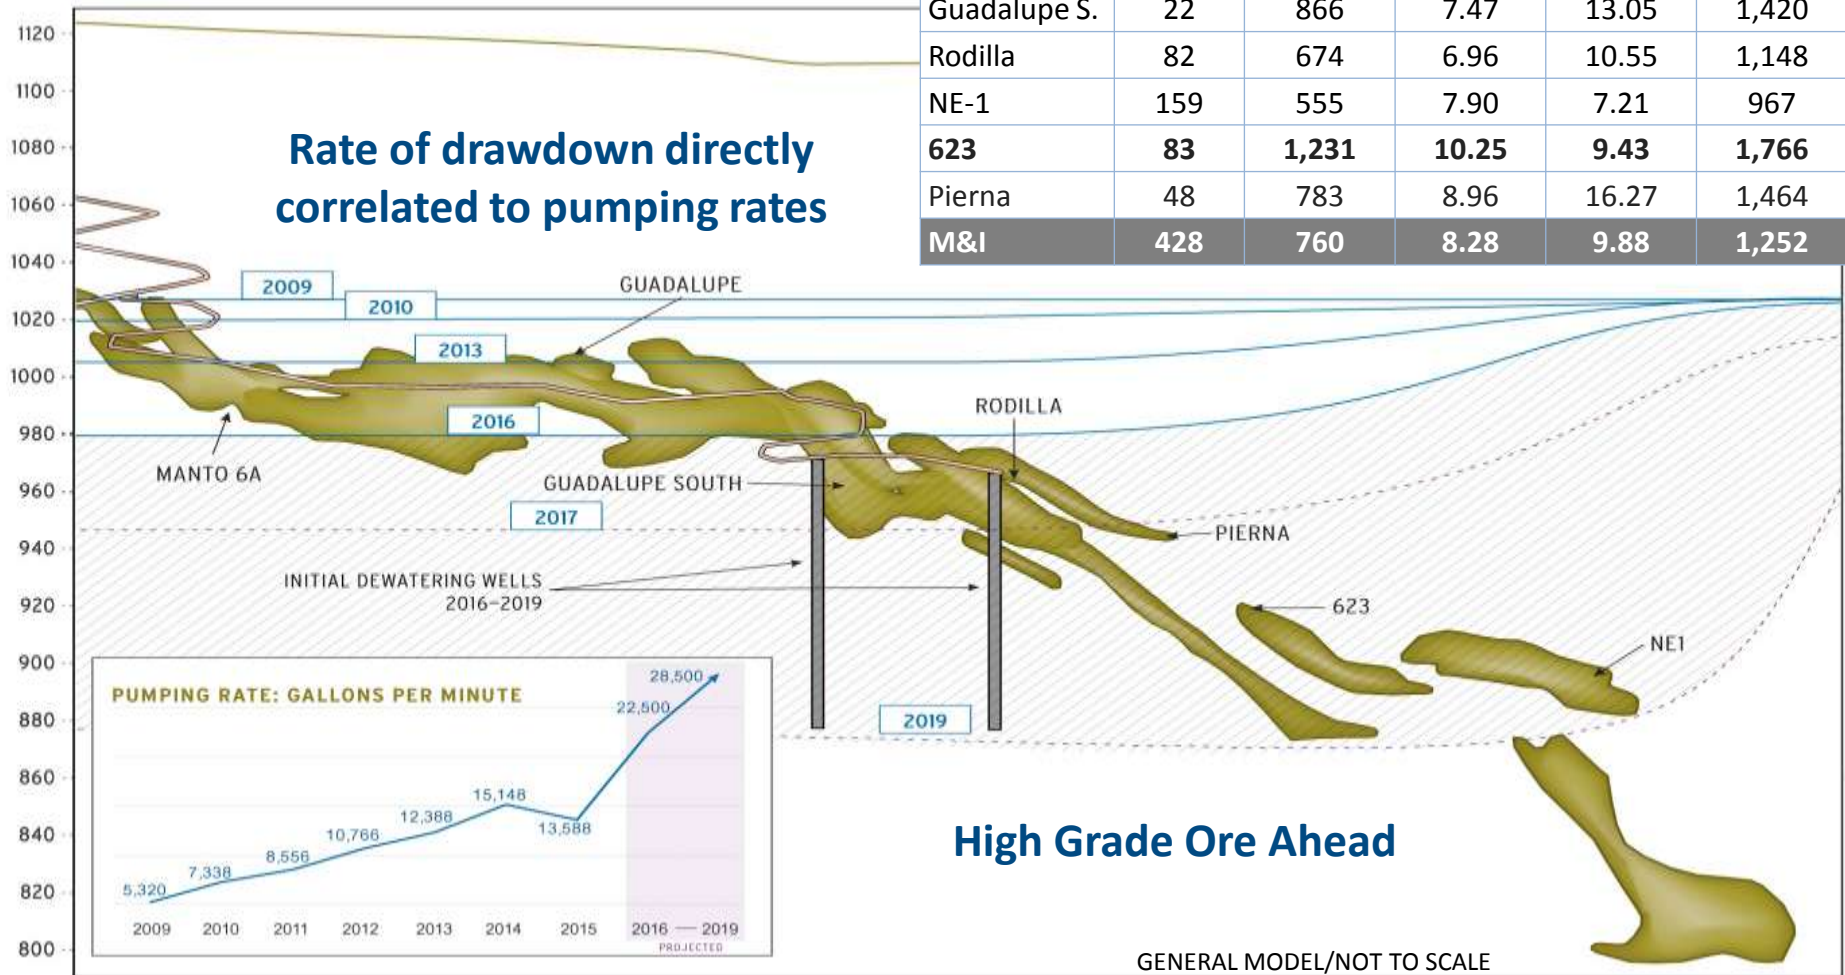 Guadalupe S. 22 866 7.47 13.05 1,420
Rodilla 82 674 6.96 10.55 1,148
NE-1 159 555 7.90 7.21 967
623 83 1,231 10.25 9.43 1,766
Pierna 48 783 8.96 16.27 1,464
M&I 428 760 8.28 9.88 1,252
Rate of drawdown directly
correlated to pumping rates
1120
1100
1080
1060
1040
1020
1000
980
960
940
920
900
880
860
840
820
800
2009
2010
2013
2016
2017
2019
GUADALUPE
RODILLA
MANTO 6A
GUADALUPE SOUTH
PIERNA
INITIAL DEWATERING WELLS
2016–2019
623
NE1
PUMPING RATE: GALLONS PER MINUTE
5,320
7,338
8,556
10,766
12,388
15,148
13,588
22,500
28,500
2009 2010 2011 2012 2013 2014 2015 2016 — 2019
PROJECTED
High Grade Ore Ahead
GENERAL MODEL/NOT TO SCALE